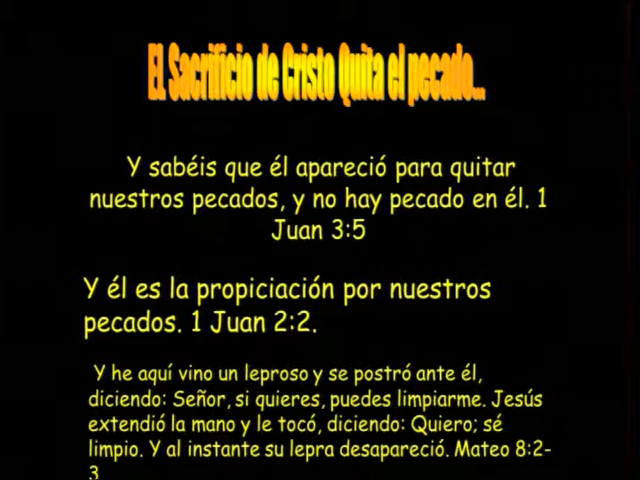 El Sacrificio de Cristo Quita el pecado...
Y sabéis que él apareció para quitar
nuestros pecados, y no hay pecado en él. 1
Juan 3:5
Y él es la propiciación por nuestros
pecados. 1 Juan 2:2.
Y he aquí vino un leproso y se postró ante él,
diciendo: Señor, si quieres, puedes limpiarme. Jesús
extendió la mano y le tocó, diciendo: Quiero; sé
limpio. Y al instante su lepra desapareció. Mateo 8:2-
3